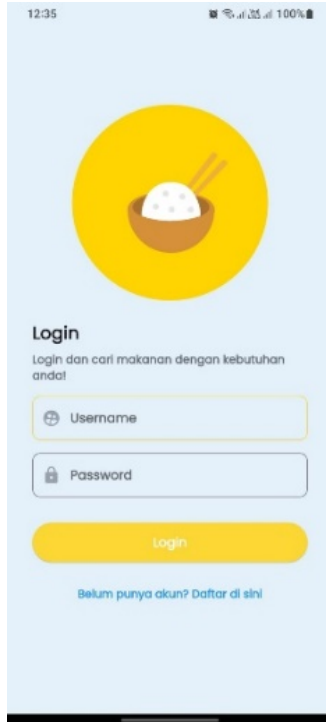 12:35
100%
Login
Login dan cari makanan dengan kebutuhan
anda!
Username
Password
Login
Belum punya akun? Daftar di sini